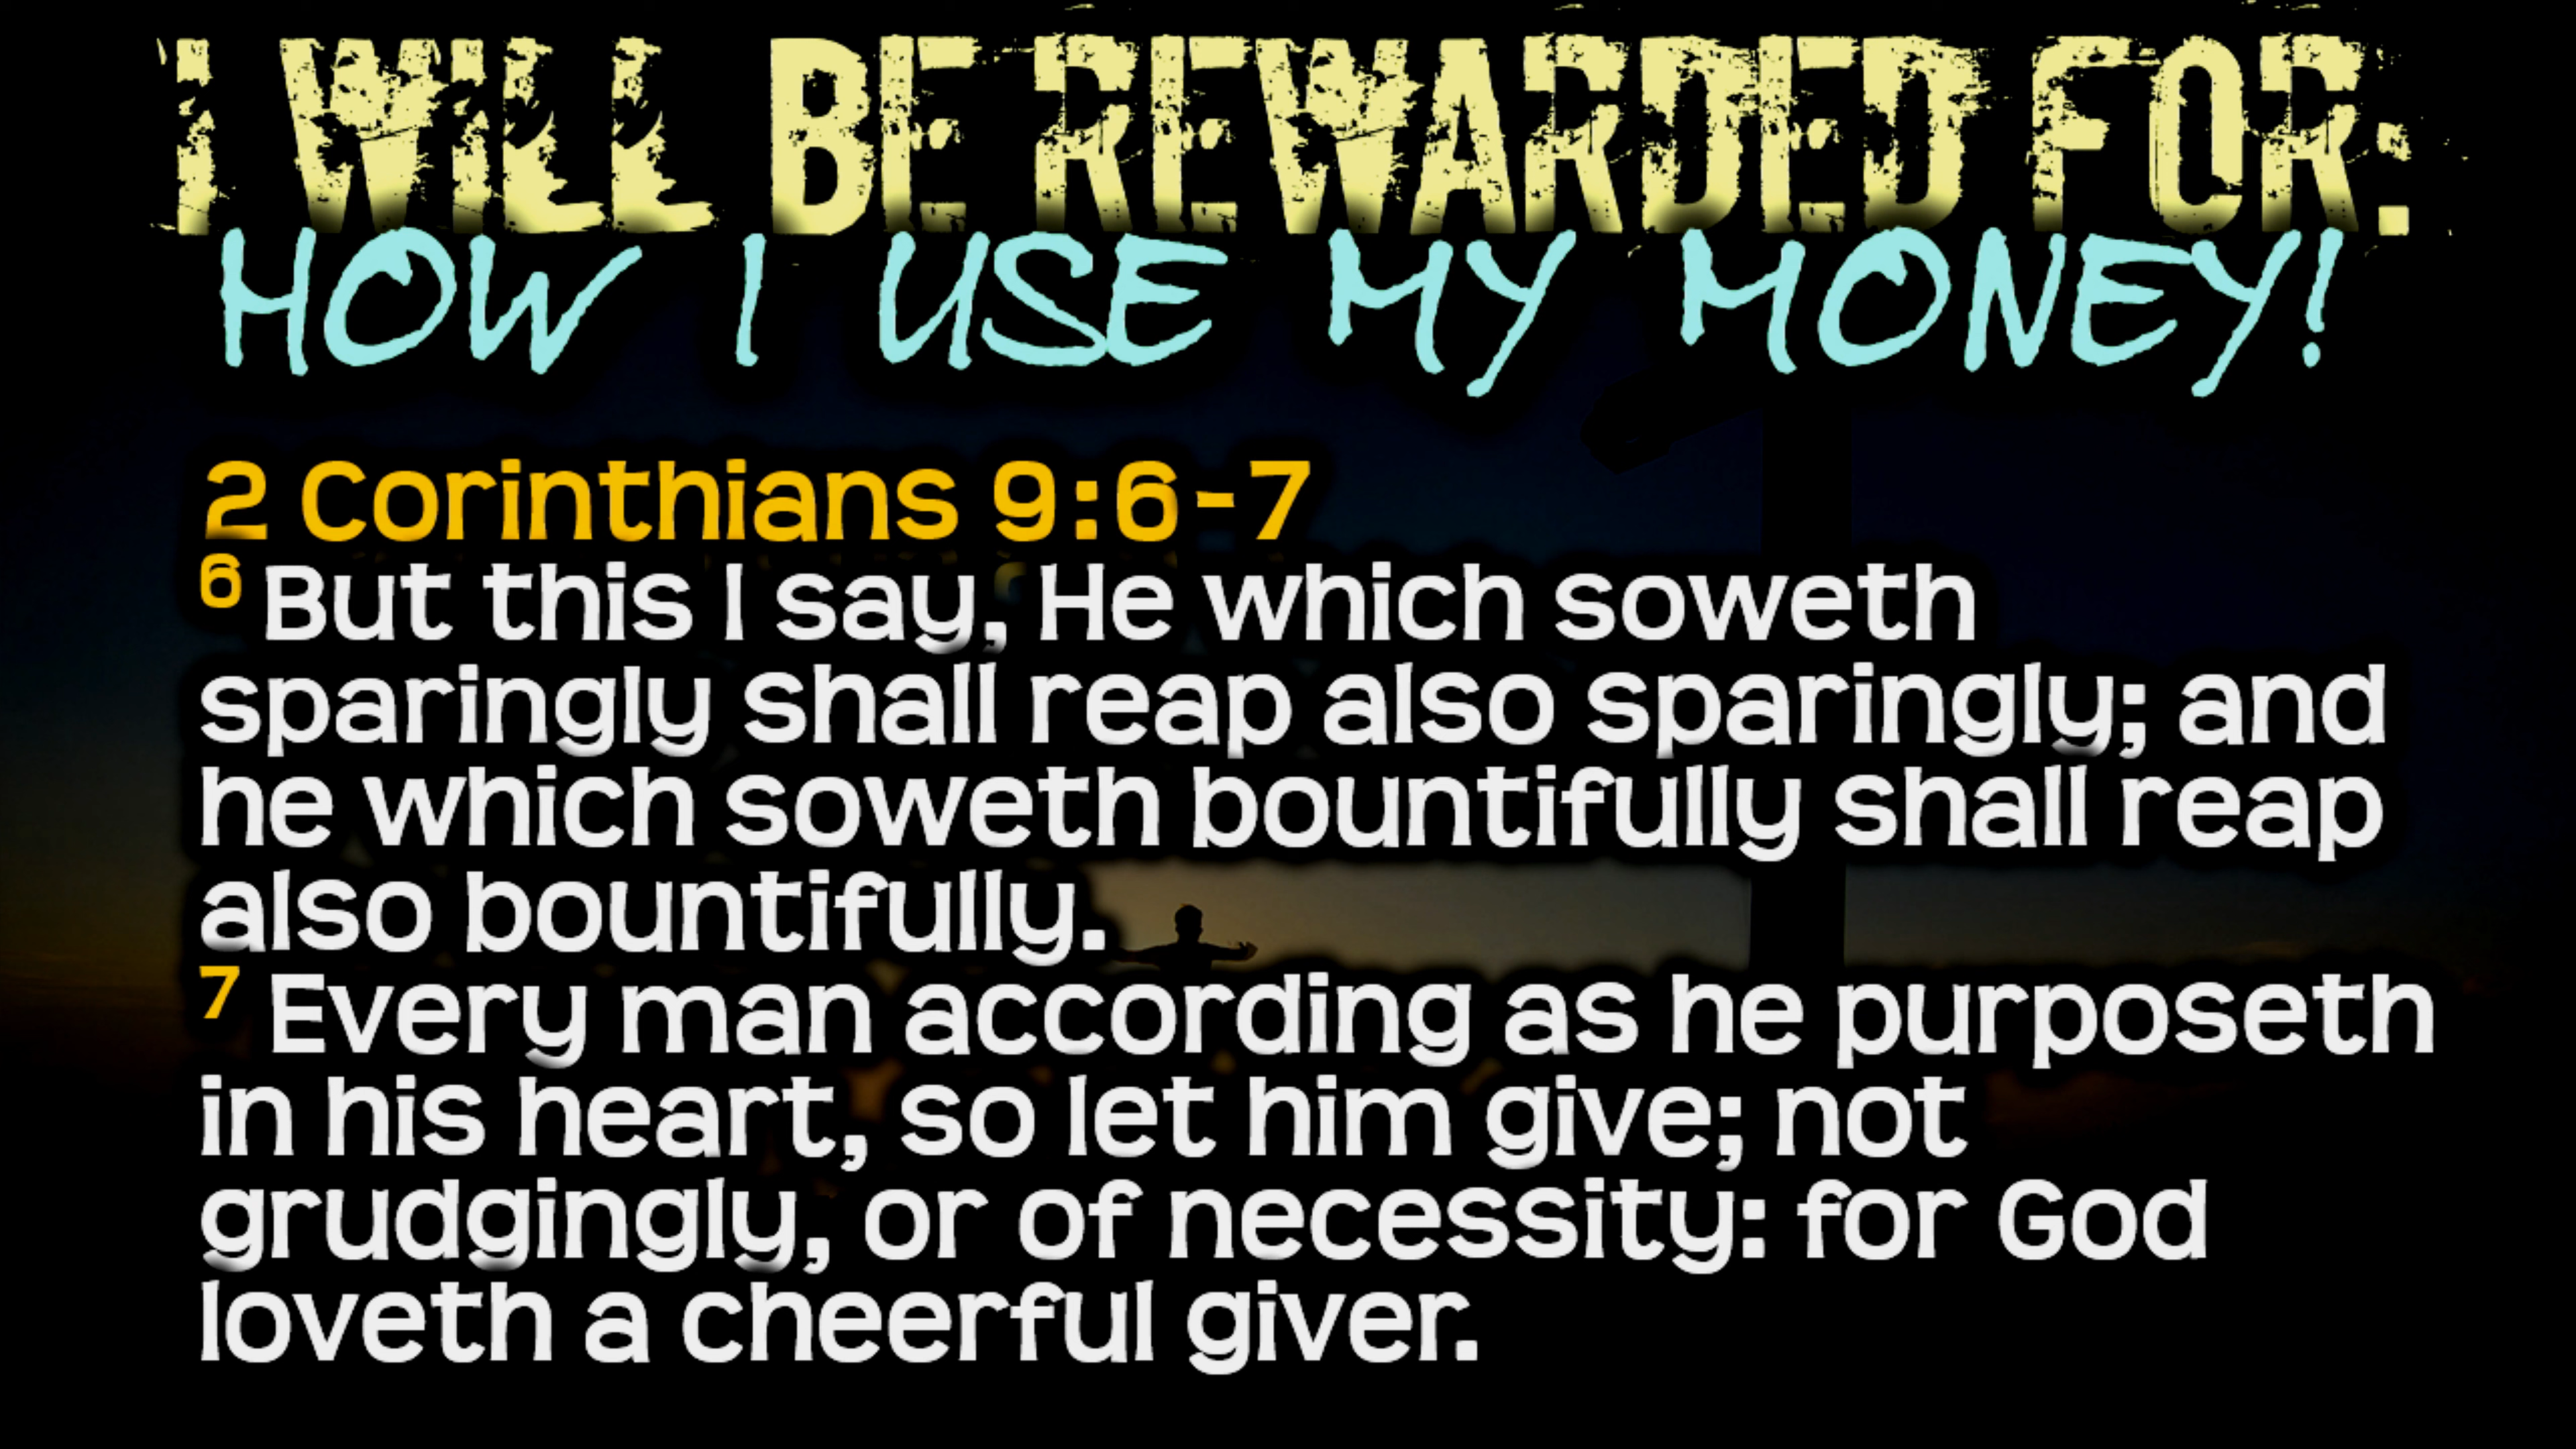 I WILL BE REWARDED FOR:
HOW I USE MY MONEY!
2 Corinthians 9:6-7
6 But this I say, He which soweth
sparingly shall reap also sparingly; and
he which soweth bountifully shall reap
also bountifully.
7 Every man according as he purposeth
in his heart, so let him give; not
grudgingly, or of necessity: for God
loveth a cheerful giver.